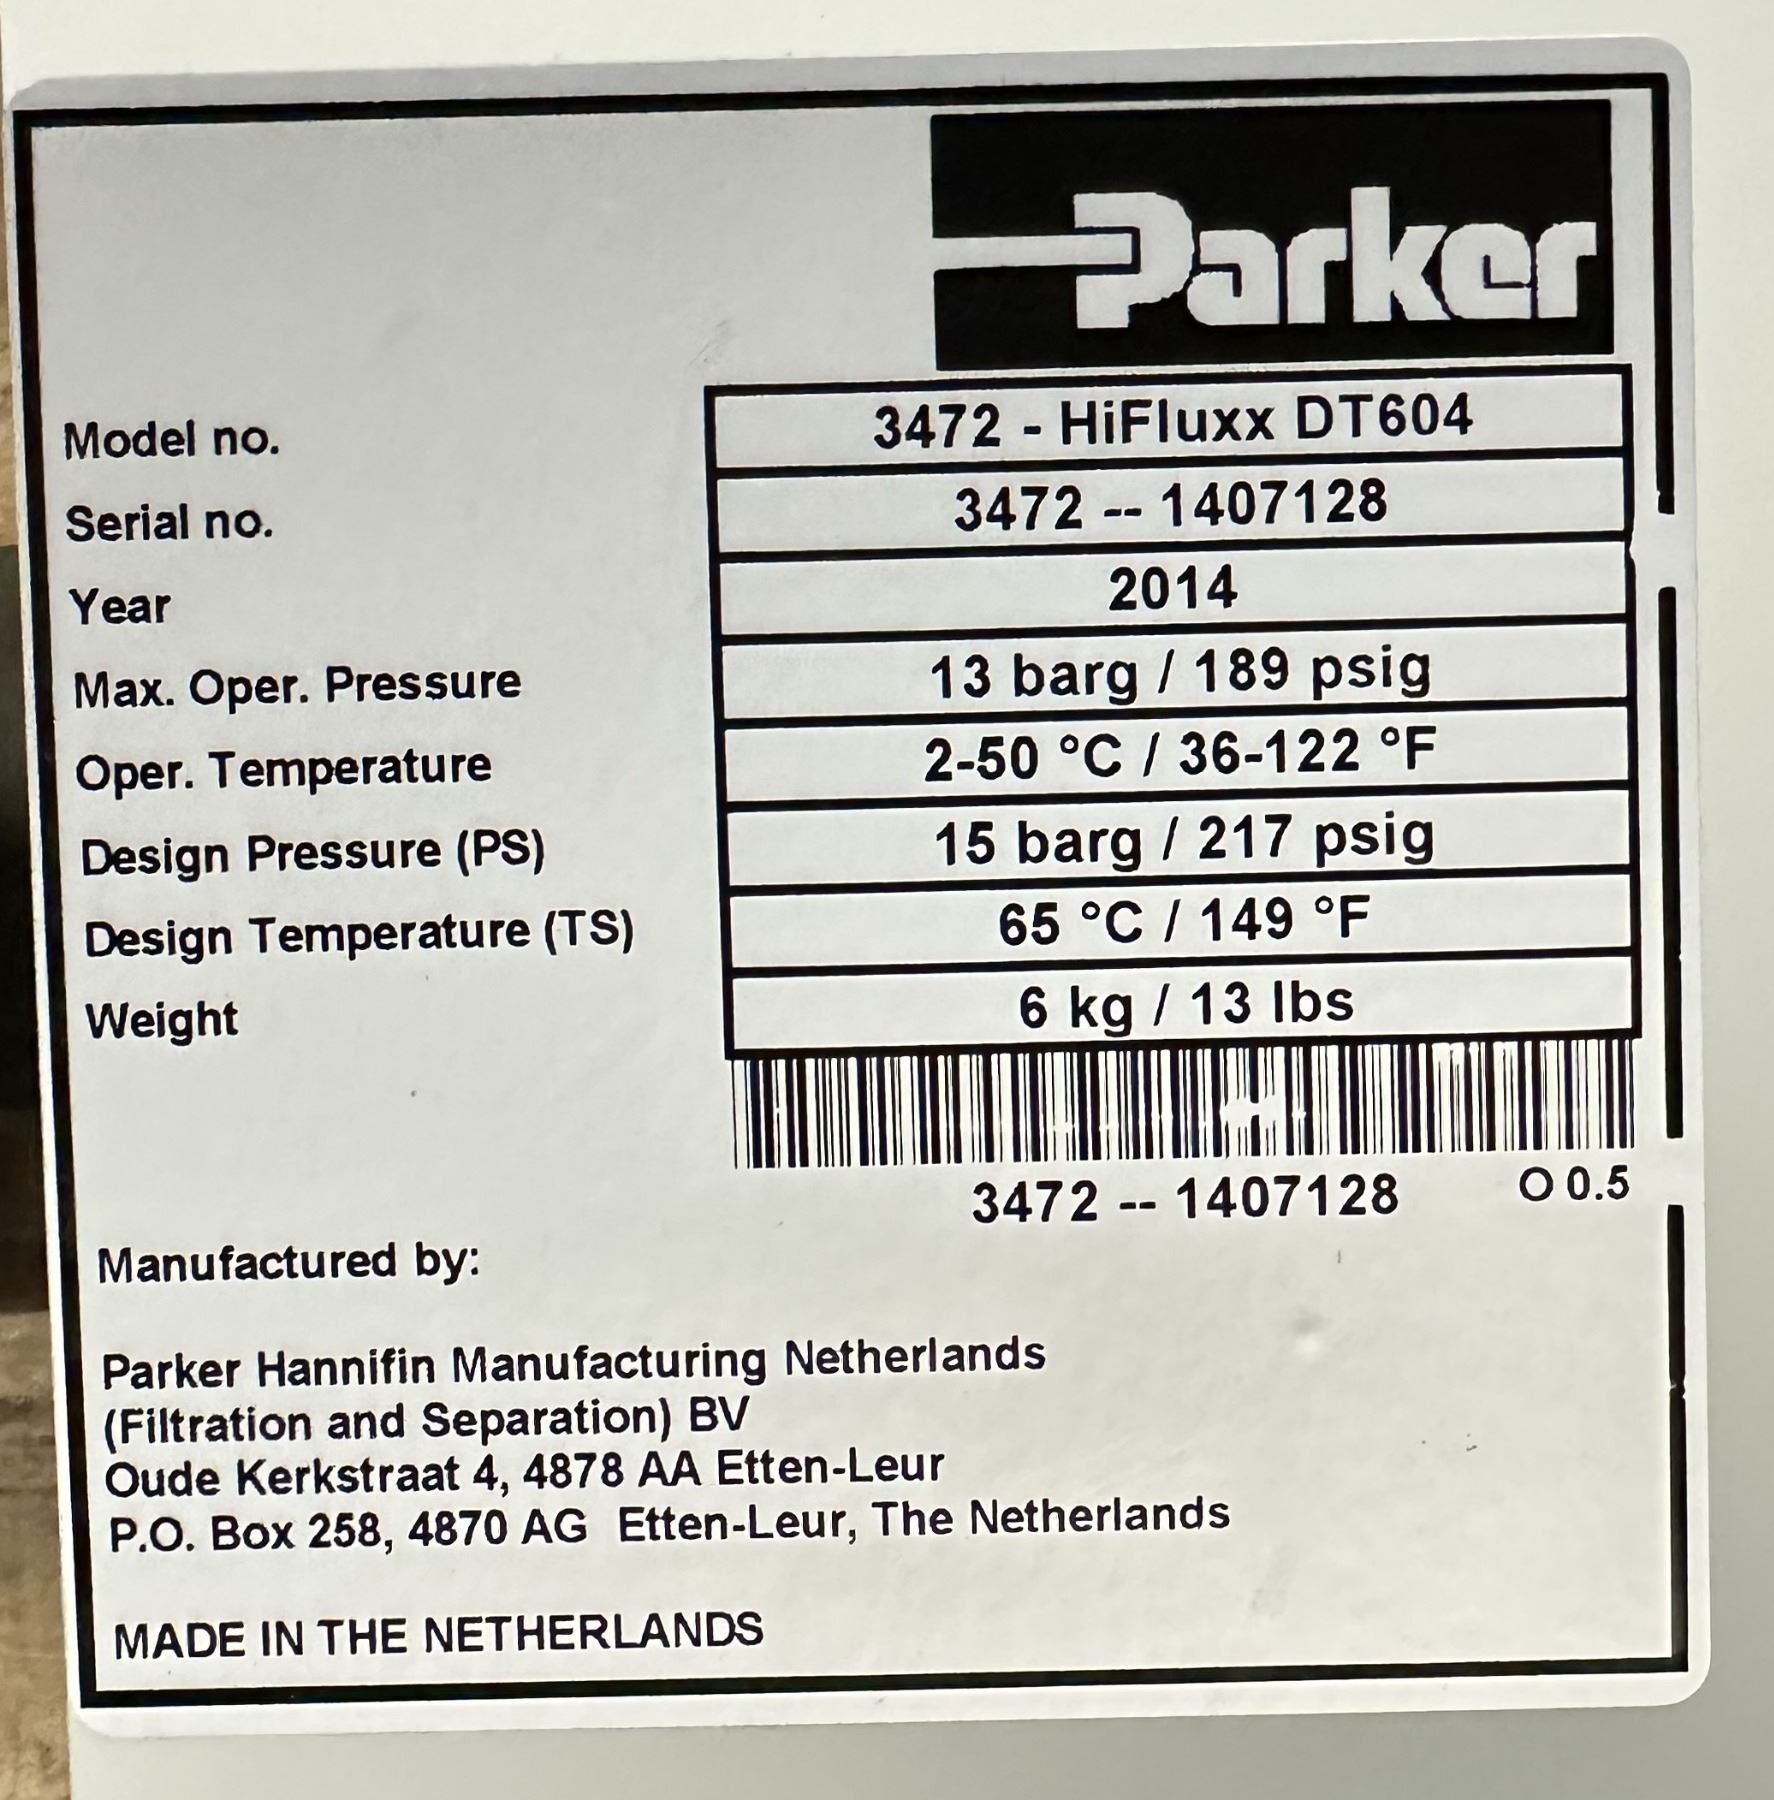 Parker
Model no. 3472 - HiFluxx DT604
Serial no. 3472 -- 1407128
Year 2014
Max. Oper. Pressure 13 barg / 189 psig
Oper. Temperature 2-50 °C / 36-122 °F
Design Pressure (PS) 15 barg / 217 psig
Design Temperature (TS) 65 °C / 149 °F
Weight 6 kg / 13 lbs
3472 -- 1407128 O 0.5
Manufactured by:
Parker Hannifin Manufacturing Netherlands
(Filtration and Separation) BV
Oude Kerkstraat 4, 4878 AA Etten-Leur
P.O. Box 258, 4870 AG Etten-Leur, The Netherlands
MADE IN THE NETHERLANDS